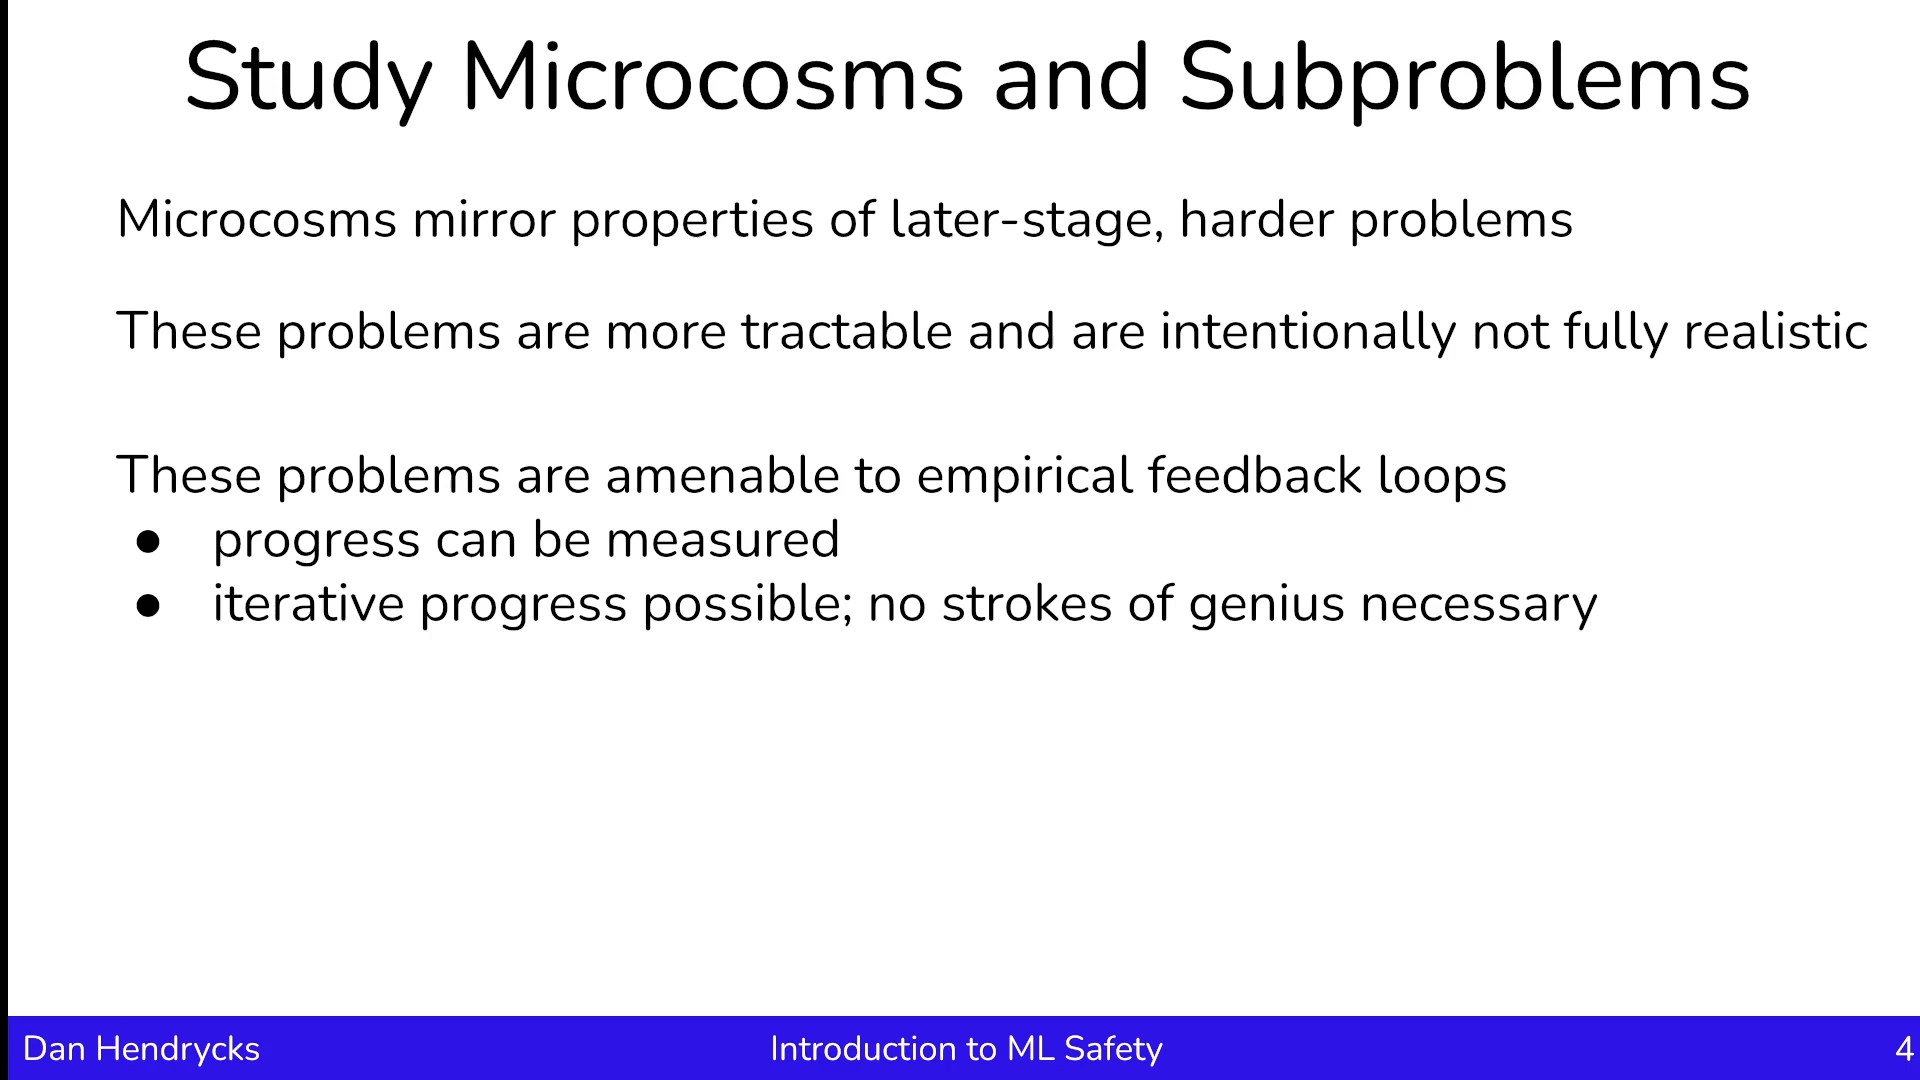 Study Microcosms and Subproblems
Microcosms mirror properties of later-stage, harder problems
These problems are more tractable and are intentionally not fully realistic
These problems are amenable to empirical feedback loops
● progress can be measured
● iterative progress possible; no strokes of genius necessary
Dan Hendrycks Introduction to ML Safety 4